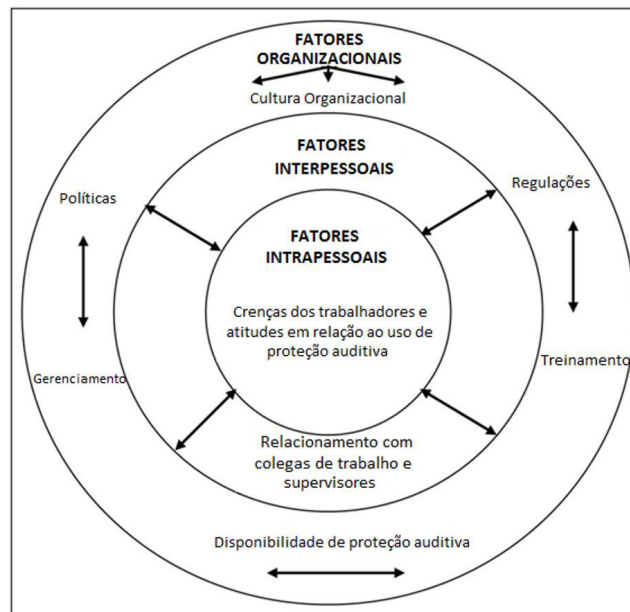 FATORES
ORGANIZACIONAIS
Cultura Organizacional
FATORES
INTERPESSOAIS
Políticas
Regulações
FATORES
INTRAPESSOAIS
Crenças dos trabalhadores e
atitudes em relação ao uso de
proteção auditiva
Gerenciamento
Treinamento
Relacionamento com
colegas de trabalho e
supervisores
Disponibilidade de proteção auditiva